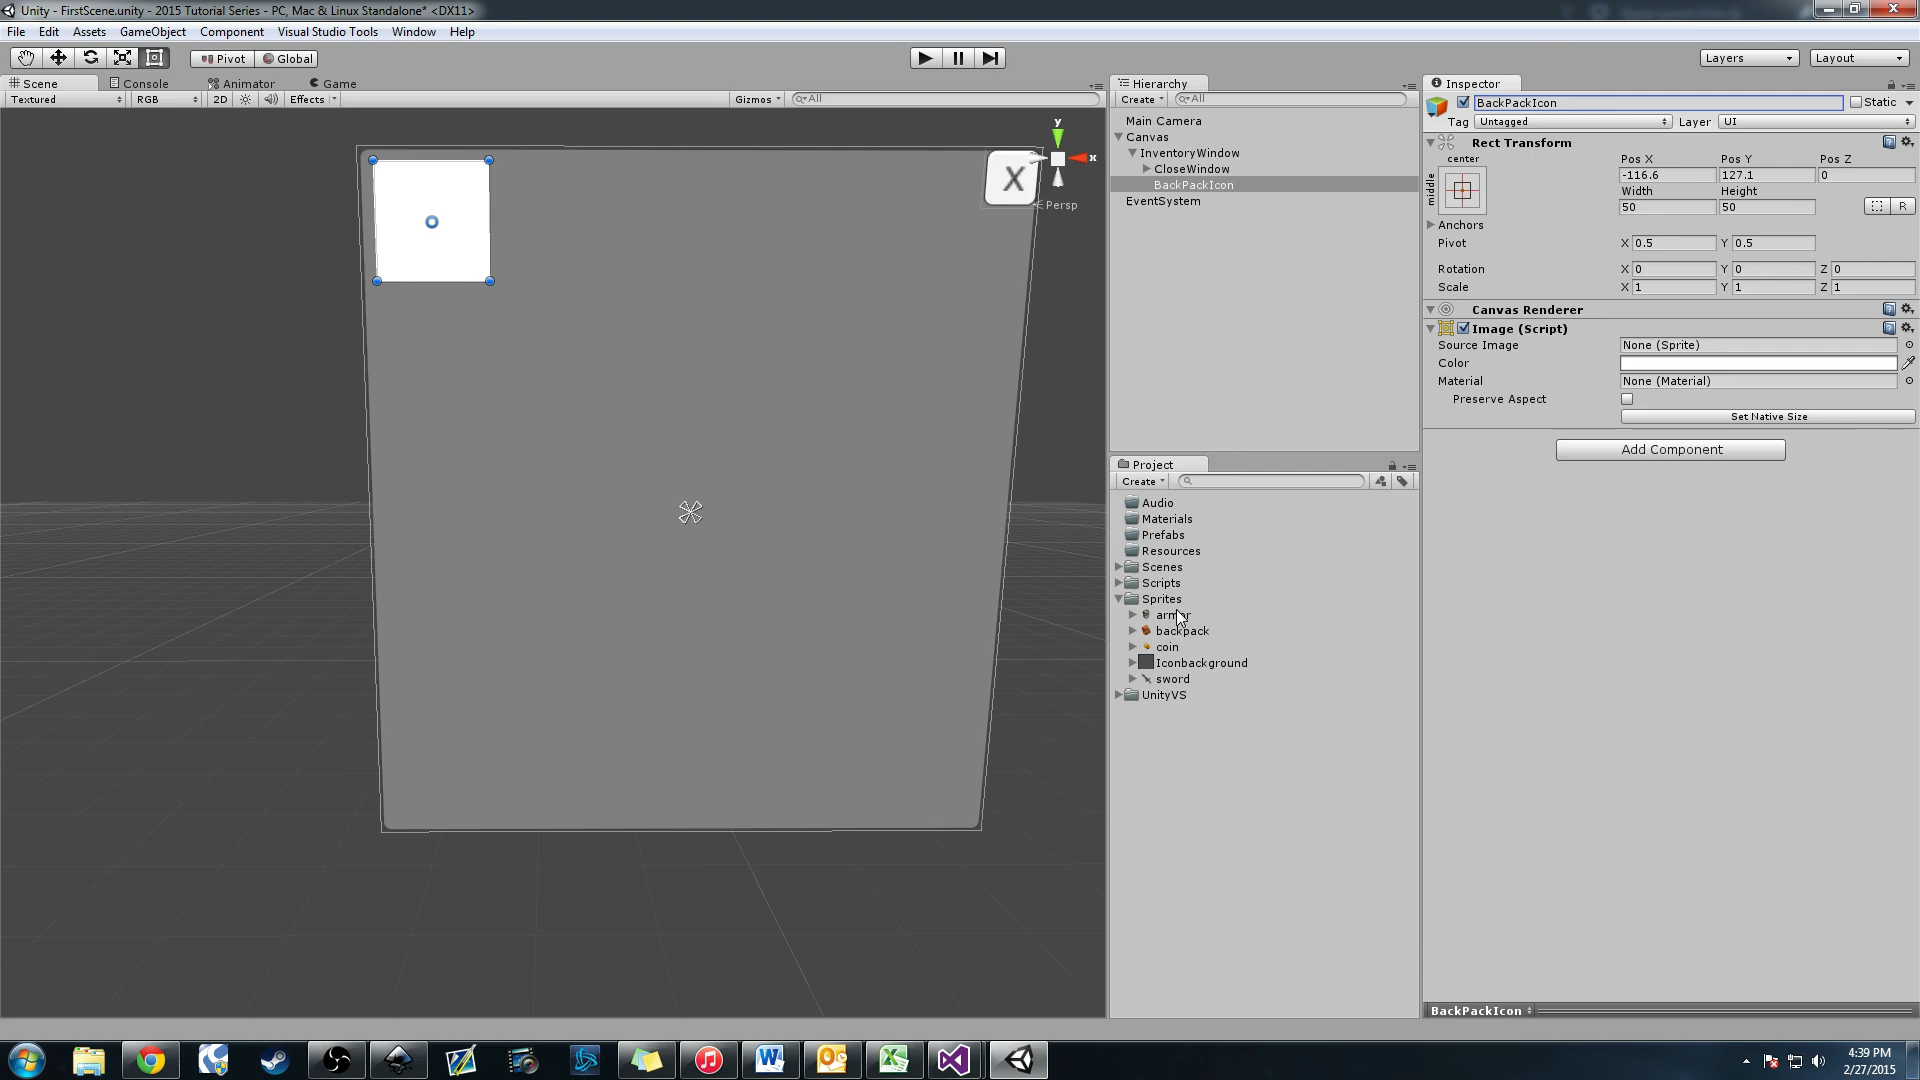 Unity - FirstScene.unity - 2015 Tutorial Series - PC, Mac & Linux Standalone* <DX11>
File Edit Assets GameObject Component Visual Studio Tools Window Help
Pivot Global Layers Layout
Scene Console Animator Game
Textured RGB 2D Effects Gizmos All
y
x
Persp
X
Hierarchy
Create All
Main Camera
Canvas
InventoryWindow
CloseWindow
BackPackIcon
EventSystem
Project
Create
Audio
Materials
Prefabs
Resources
Scenes
Scripts
Sprites
armor
backpack
coin
Iconbackground
sword
UnityVS
Inspector
BackPackIcon Static
Tag Untagged Layer UI
Rect Transform
center
middle
Pos X Pos Y Pos Z
-116.6 127.1 0
Width Height
50 50 R
Anchors
Pivot X 0.5 Y 0.5
Rotation X 0 Y 0 Z 0
Scale X 1 Y 1 Z 1
Canvas Renderer
Image (Script)
Source Image None (Sprite)
Color
Material None (Material)
Preserve Aspect
Set Native Size
Add Component
BackPackIcon
4:39 PM
2/27/2015